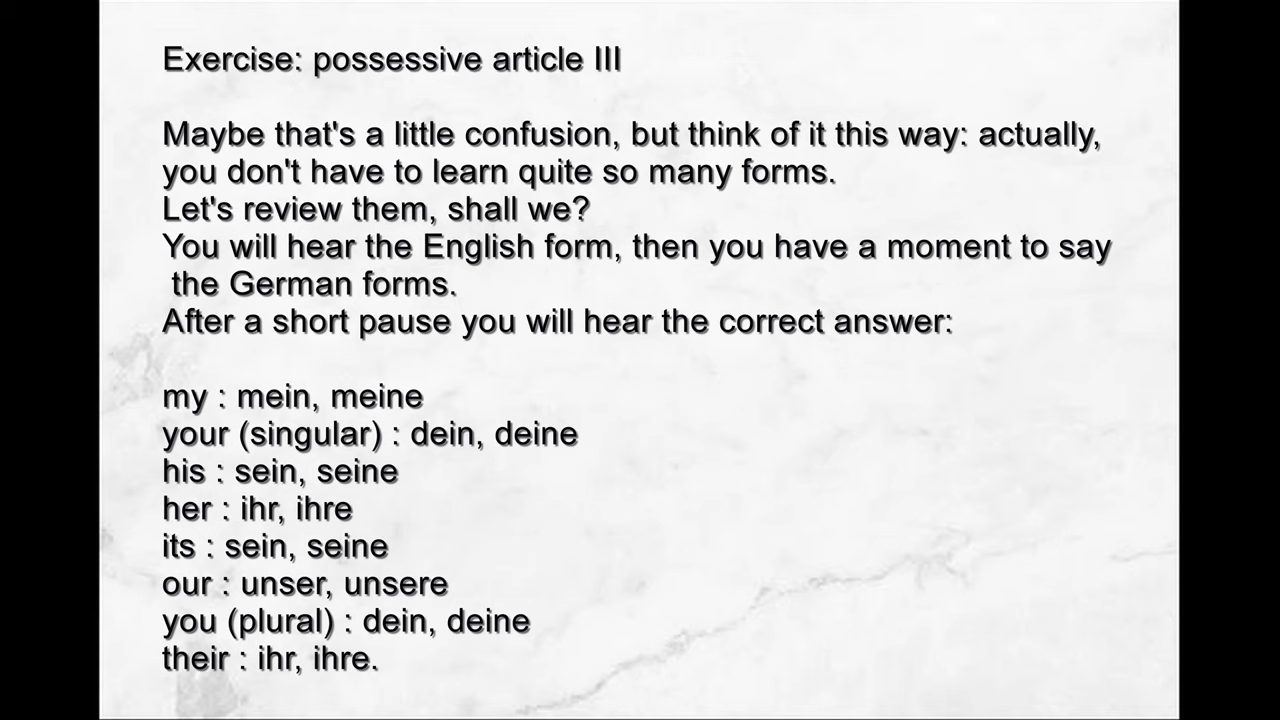 Exercise: possessive article III
Maybe that's a little confusion, but think of it this way: actually,
you don't have to learn quite so many forms.
Let's review them, shall we?
You will hear the English form, then you have a moment to say
the German forms.
After a short pause you will hear the correct answer:
my : mein, meine
your (singular) : dein, deine
his : sein, seine
her : ihr, ihre
its : sein, seine
our : unser, unsere
you (plural) : dein, deine
their : ihr, ihre.